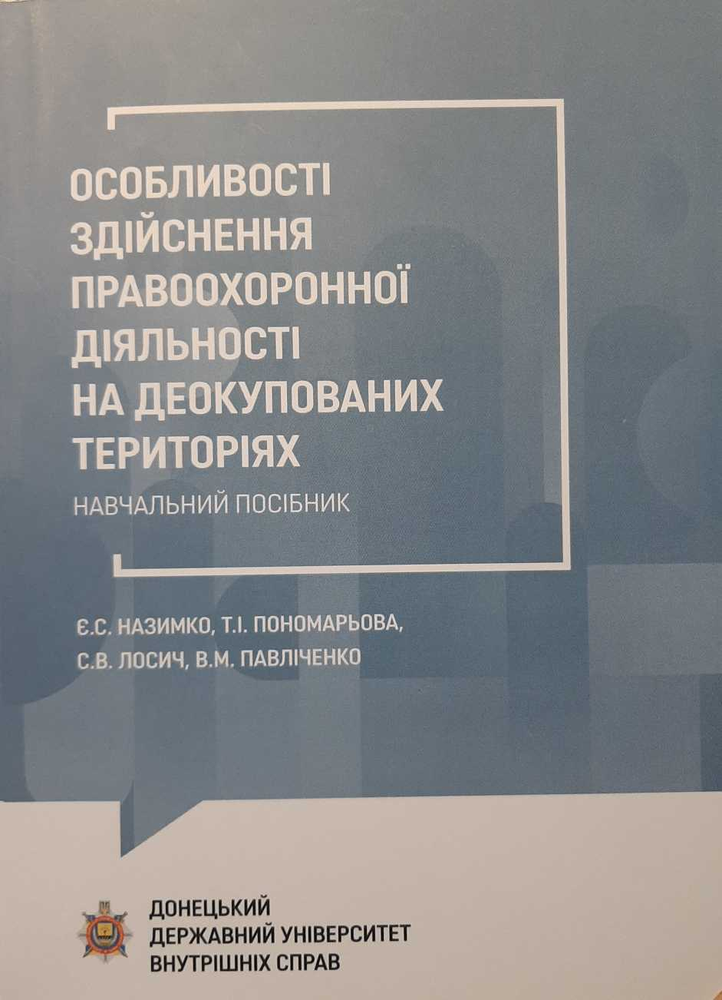 ОСОБЛИВОСТІ
ЗДІЙСНЕННЯ
ПРАВООХОРОННОЇ
ДІЯЛЬНОСТІ
НА ДЕОКУПОВАНИХ
ТЕРИТОРІЯХ
НАВЧАЛЬНИЙ ПОСІБНИК
Є.С. НАЗИМКО, Т.І. ПОНОМАРЬОВА,
С.В. ЛОСИЧ, В.М. ПАВЛІЧЕНКО
ДОНЕЦЬКИЙ
ДЕРЖАВНИЙ УНІВЕРСИТЕТ
ВНУТРІШНІХ СПРАВ